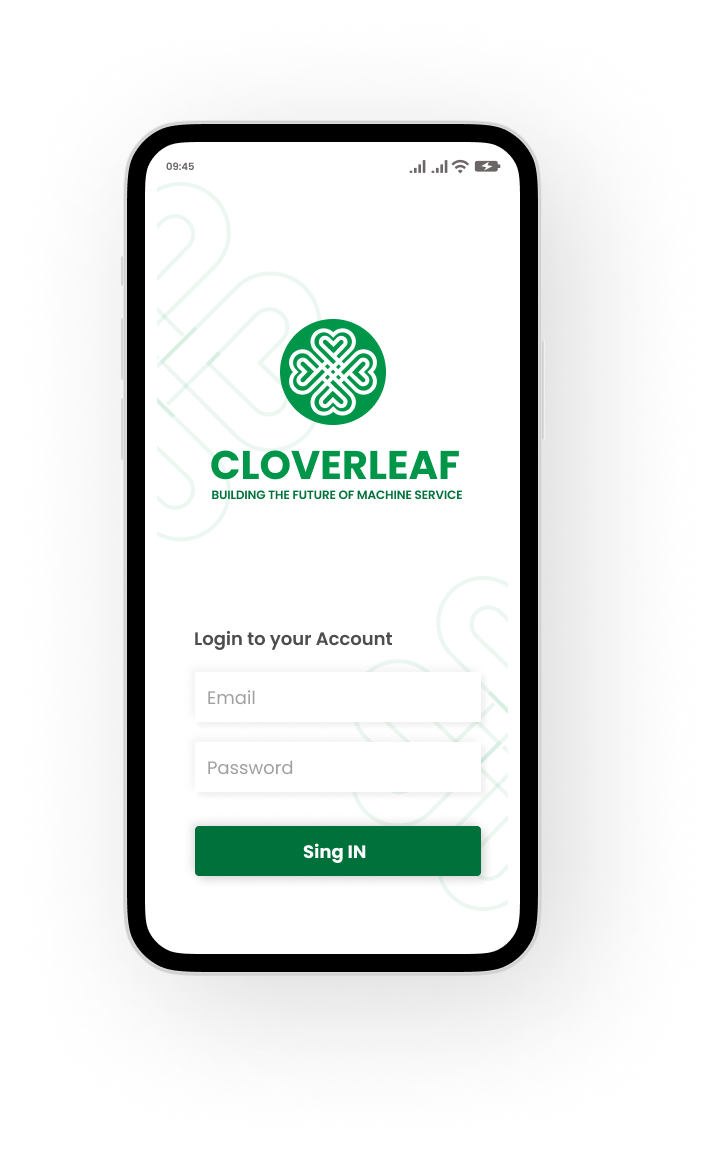 09:45
CLOVERLEAF
BUILDING THE FUTURE OF MACHINE SERVICE
Login to your Account
Email
Password
Sing IN